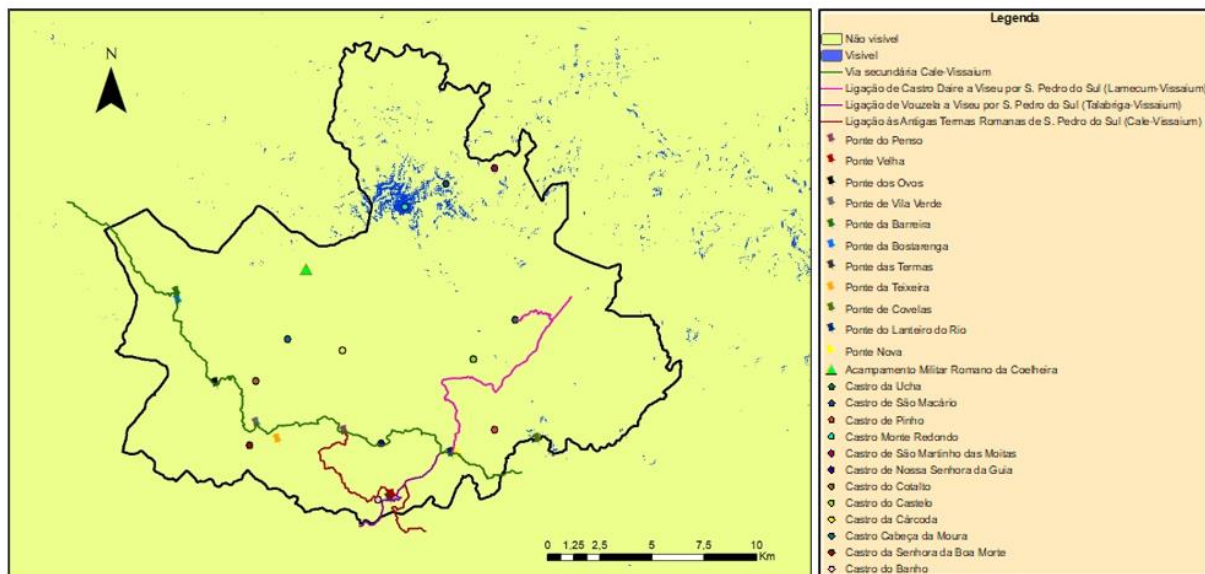 N
0 1,25 2,5 5 7,5 10
Km
Legenda
Não visível
Visível
Via secundária Cale-Vissaium
Ligação de Castro Daire a Viseu por S. Pedro do Sul (Lamecum-Vissaium)
Ligação de Vouzela a Viseu por S. Pedro do Sul (Talabriga-Vissaium)
Ligação ás Antigas Termas Romanas de S. Pedro do Sul (Cale-Vissaium)
Ponte do Penso
Ponte Velha
Ponte dos Ovos
Ponte de Vila Verde
Ponte da Barreira
Ponte da Bostarenga
Ponte das Termas
Ponte da Teixeira
Ponte de Covelas
Ponte do Lanteiro do Rio
Ponte Nova
Acampamento Militar Romano da Coelheira
Castro da Ucha
Castro de São Macário
Castro de Pinho
Castro Monte Redondo
Castro de São Martinho das Moitas
Castro de Nossa Senhora da Guia
Castro do Cotalto
Castro do Castelo
Castro da Cárcoda
Castro Cabeça da Moura
Castro da Senhora da Boa Morte
Castro do Banho